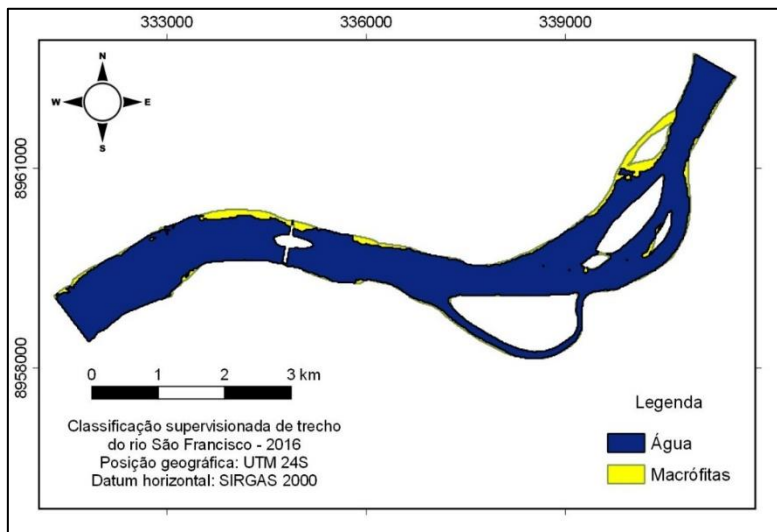 333000 336000 339000
N
W E
S
8961000
8958000
0 1 2 3 km
Classificação supervisionada de trecho
do rio São Francisco - 2016
Posição geográfica: UTM 24S
Datum horizontal: SIRGAS 2000
Legenda
Água
Macrófitas